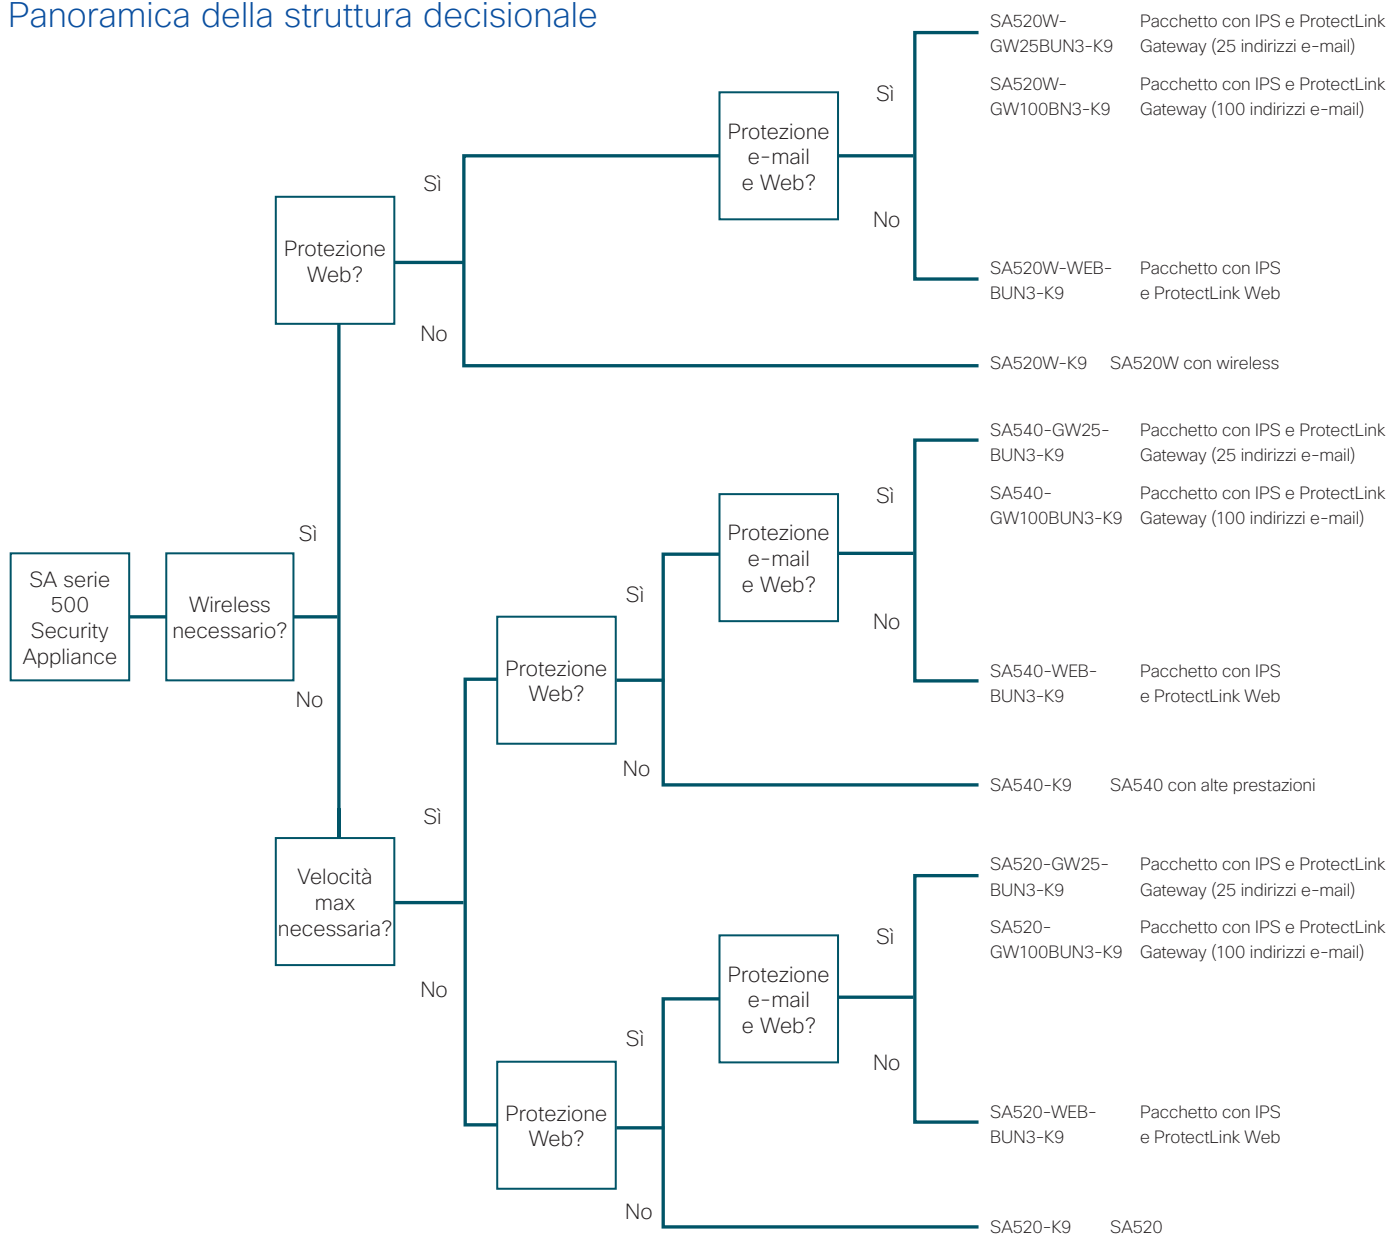 Panoramica della struttura decisionale
SA520W-
GW25BUN3-K9
Pacchetto con IPS e ProtectLink
Gateway (25 indirizzi e-mail)
Sì
SA520W-
GW100BN3-K9
Pacchetto con IPS e ProtectLink
Gateway (100 indirizzi e-mail)
Protezione
e-mail
e Web?
Sì
No
Protezione
Web?
SA520W-WEB-
BUN3-K9
Pacchetto con IPS
e ProtectLink Web
No
SA520W-K9
SA520W con wireless
SA540-GW25-
BUN3-K9
Pacchetto con IPS e ProtectLink
Gateway (25 indirizzi e-mail)
Sì
SA540-
GW100BUN3-K9
Pacchetto con IPS e ProtectLink
Gateway (100 indirizzi e-mail)
Sì
Protezione
e-mail
e Web?
SA serie
500
Security
Appliance
Wireless
necessario?
Sì
No
Protezione
Web?
SA540-WEB-
BUN3-K9
Pacchetto con IPS
e ProtectLink Web
No
No
SA540-K9
SA540 con alte prestazioni
Sì
Velocità
max
necessaria?
SA520-GW25-
BUN3-K9
Pacchetto con IPS e ProtectLink
Gateway (25 indirizzi e-mail)
Sì
SA520-
GW100BUN3-K9
Pacchetto con IPS e ProtectLink
Gateway (100 indirizzi e-mail)
No
Protezione
e-mail
e Web?
Sì
No
Protezione
Web?
SA520-WEB-
BUN3-K9
Pacchetto con IPS
e ProtectLink Web
No
SA520-K9
SA520